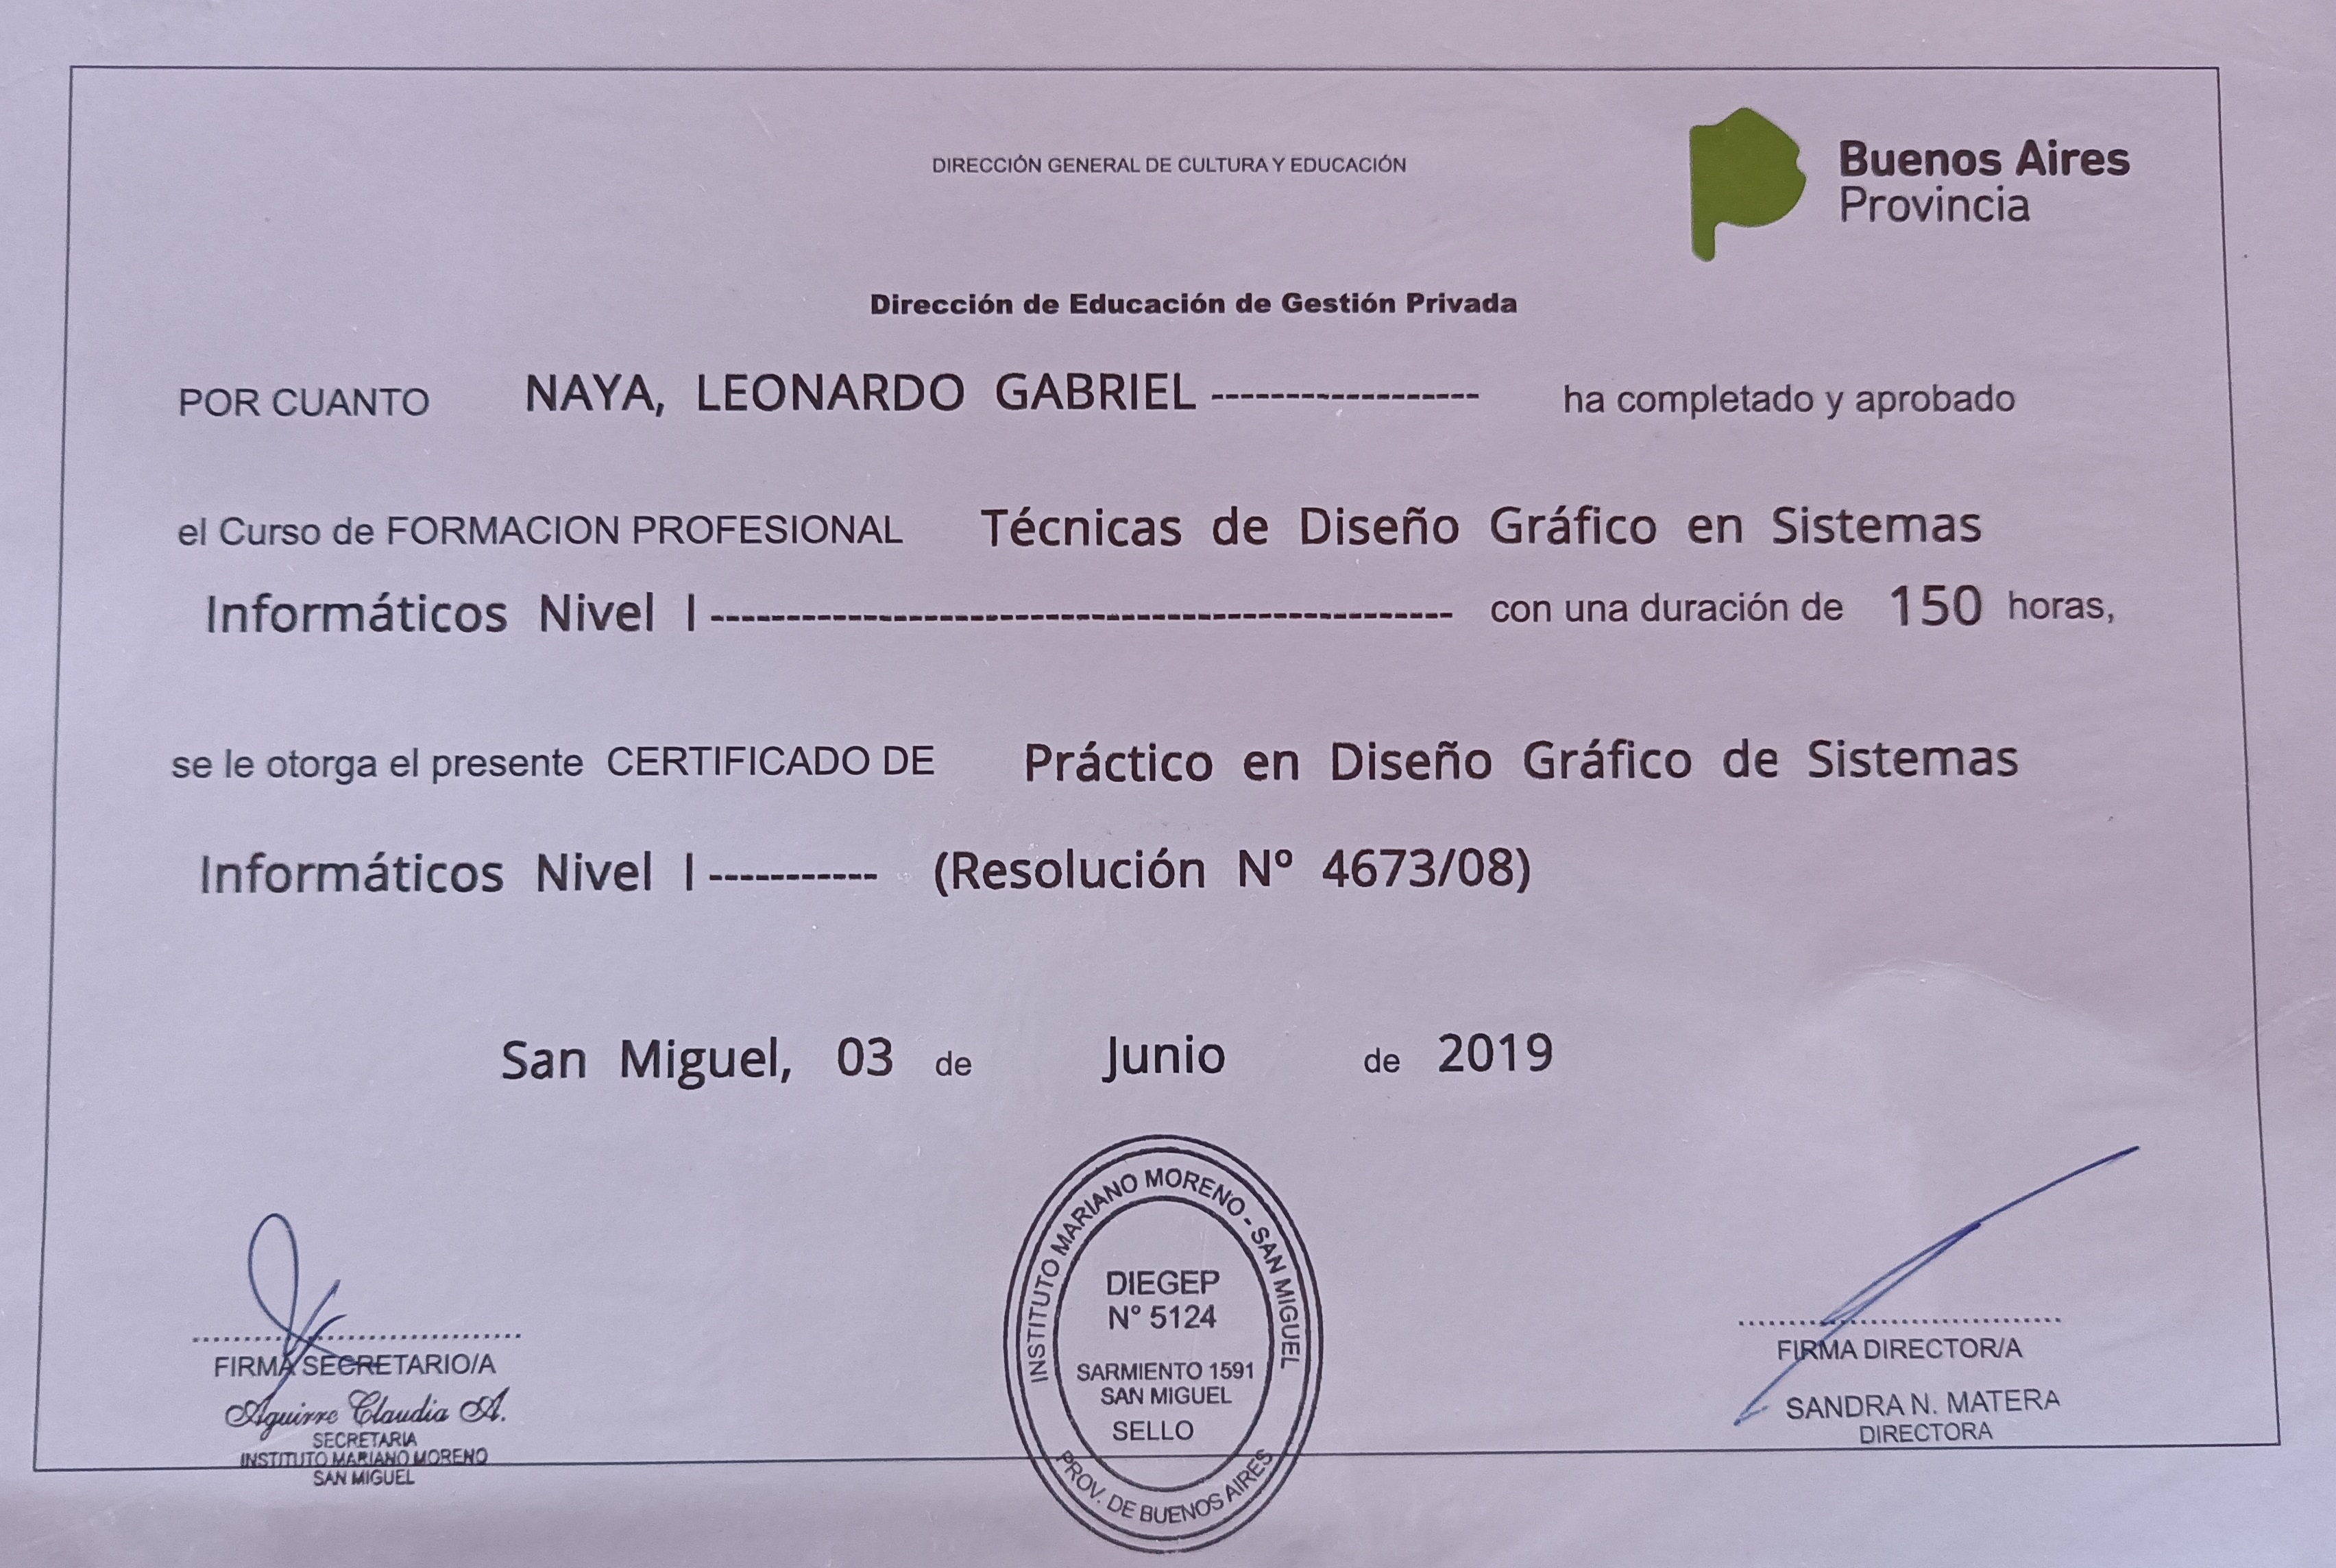 DIRECCIÓN GENERAL DE CULTURA Y EDUCACIÓN
Buenos Aires
Provincia
Dirección de Educación de Gestión Privada
POR CUANTO NAYA, LEONARDO GABRIEL ------------------ ha completado y aprobado
el Curso de FORMACION PROFESIONAL Técnicas de Diseño Gráfico en Sistemas
Informáticos Nivel I ------------------------------------------------- con una duración de 150 horas,
se le otorga el presente CERTIFICADO DE Práctico en Diseño Gráfico de Sistemas
Informáticos Nivel I ----------- (Resolución Nº 4673/08)
San Miguel, 03 de Junio de 2019
FIRMA SECRETARIO/A
Aguirre Claudia A.
SECRETARIA
INSTITUTO MARIANO MORENO
SAN MIGUEL
INSTITUTO MARIANO MORENO - SAN MIGUEL
DIEGEP
N° 5124
SARMIENTO 1591
SAN MIGUEL
SELLO
PROV. DE BUENOS AIRES
FIRMA DIRECTOR/A
SANDRA N. MATERA
DIRECTORA